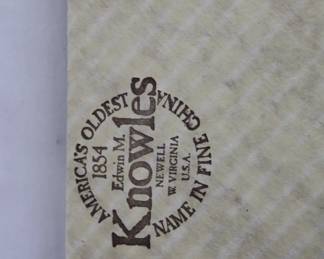 AMERICA'S OLDEST
NAME IN FINE CHINA
1854
Edwin M.
Knowles
NEWELL
W. VIRGINIA
U.S.A.